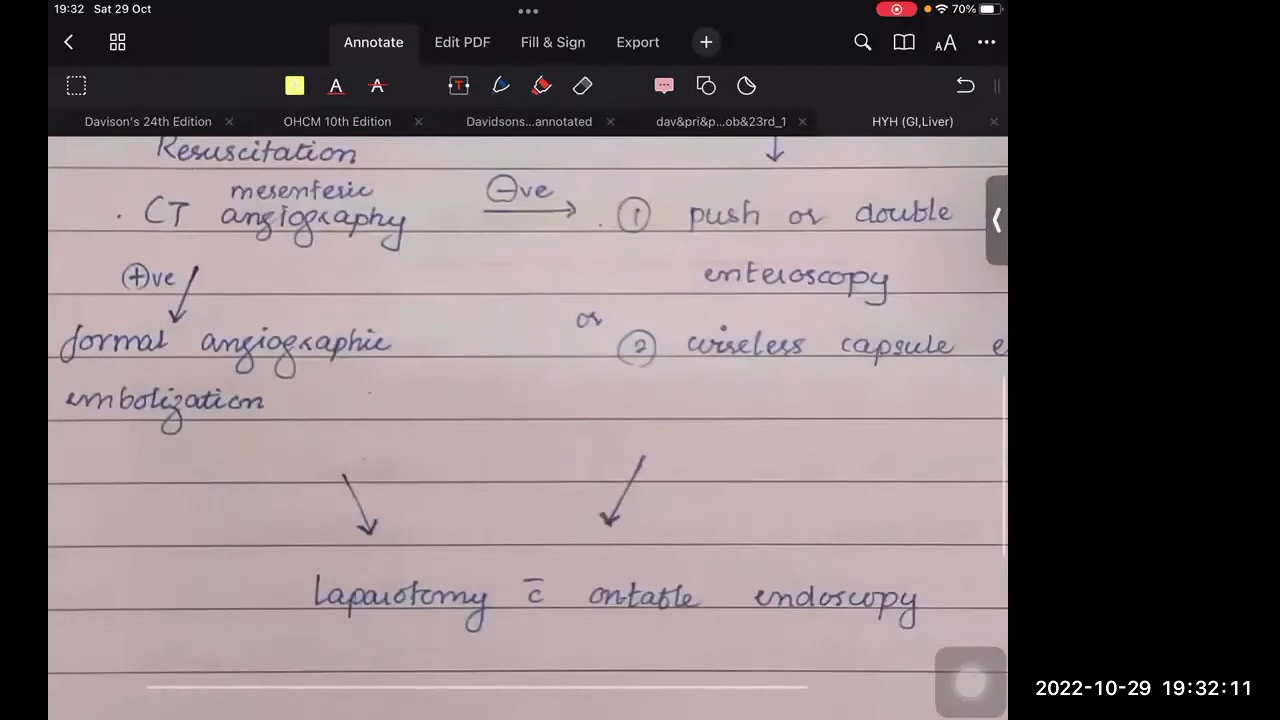 19:32 Sat 29 Oct
70%
Annotate Edit PDF Fill & Sign Export
Davison's 24th Edition OHCM 10th Edition Davidsons...annotated dav&pri&p...ob&23rd_1 HYH (GI,Liver)
Resuscitation
mesenteric
. CT angiography ⊖ve . ① push or double
⊕ve enteroscopy
or
formal angiographic ② wireless capsule e
embolization
Laparotomy c̄ ontable endoscopy
2022-10-29 19:32:11